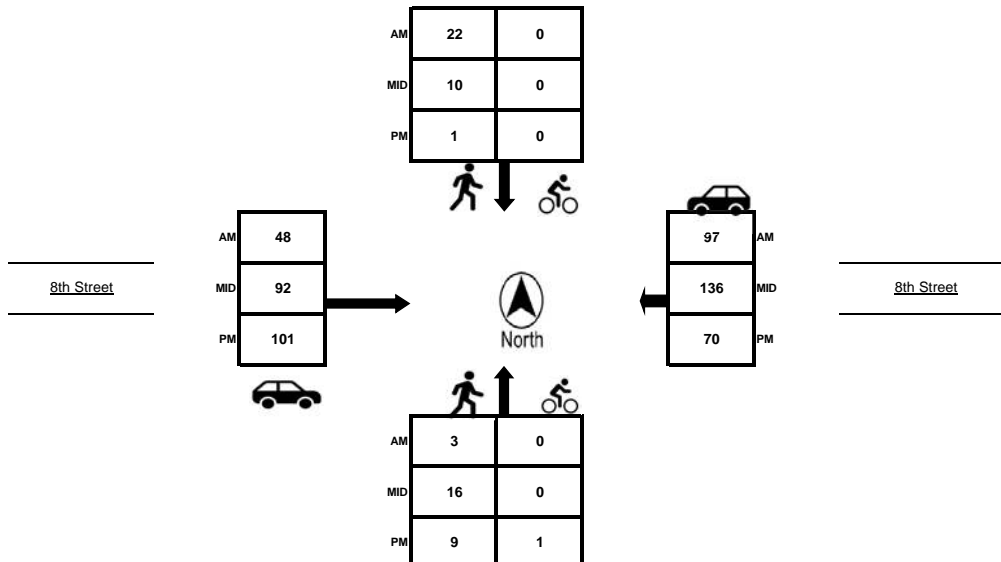 AM 22 0
MID 10 0
PM 1 0
AM 48
97 AM
8th Street
MID 92
136 MID
8th Street
PM 101
70 PM
North
AM 3 0
MID 16 0
PM 9 1